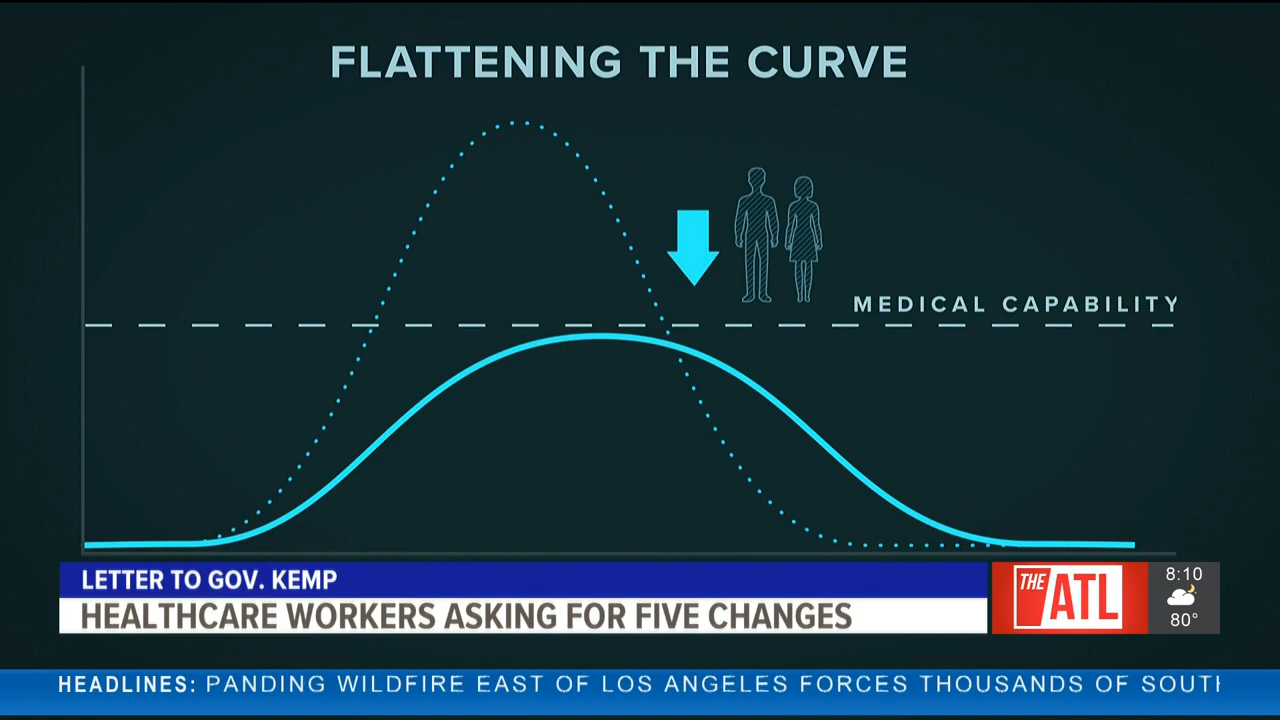 FLATTENING THE CURVE
MEDICAL CAPABILITY
LETTER TO GOV. KEMP
HEALTHCARE WORKERS ASKING FOR FIVE CHANGES
THE ATL
8:10
80°
HEADLINES: PANDING WILDFIRE EAST OF LOS ANGELES FORCES THOUSANDS OF SOUTH